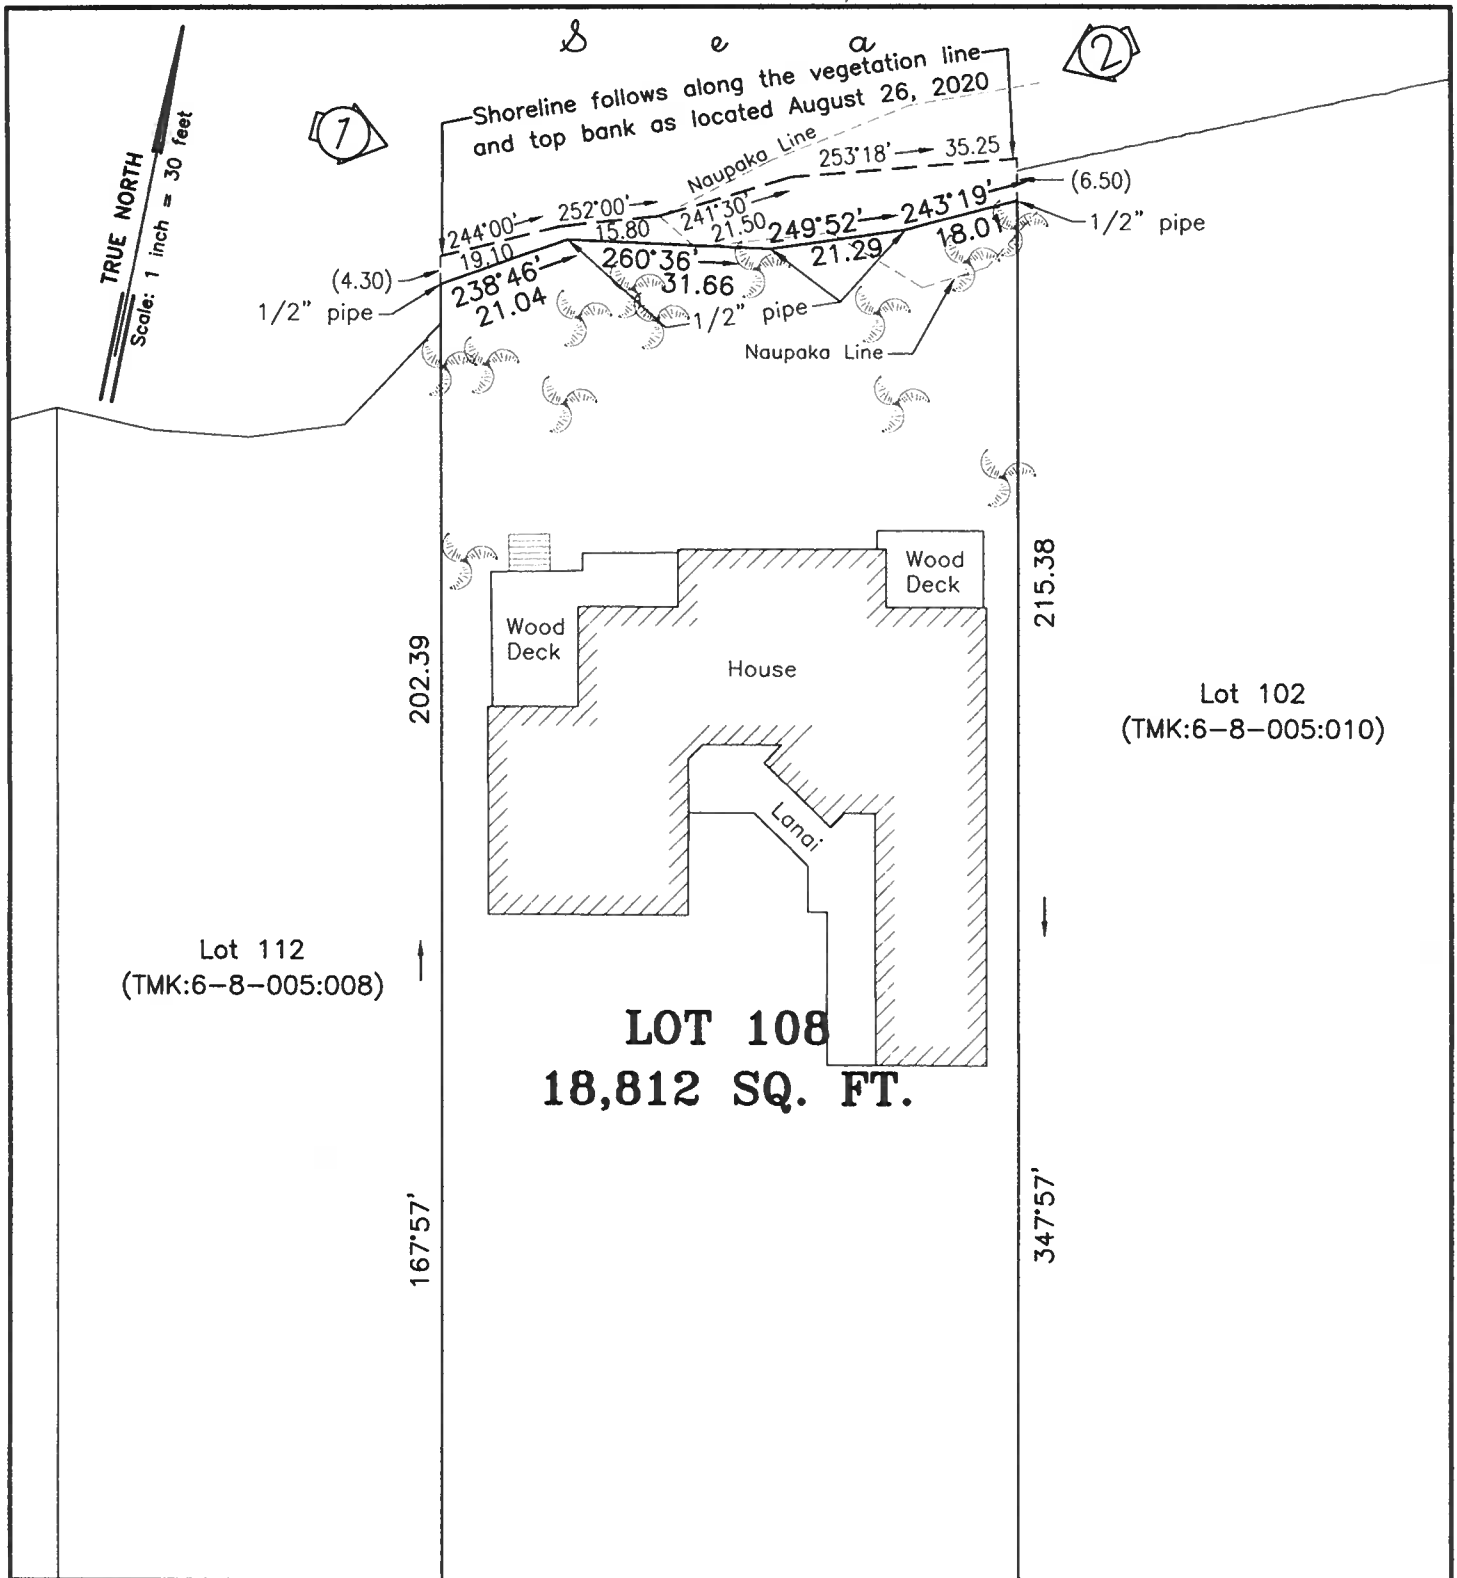 S e a
1
2
TRUE NORTH
Scale: 1 inch = 30 feet
Shoreline follows along the vegetation line
and top bank as located August 26, 2020
Naupaka Line
253°18' 35.25
244°00'
19.10
252°00'
15.80
241°30'
21.50
249°52'
21.29
243°19'
18.01
(6.50)
1/2" pipe
(4.30)
1/2" pipe
238°46'
21.04
260°36'
31.66
1/2" pipe
Naupaka Line
Wood
Deck
Wood
Deck
House
Lanai
202.39
215.38
Lot 102
(TMK:6-8-005:010)
Lot 112
(TMK:6-8-005:008)
LOT 108
18,812 SQ. FT.
167°57'
347°57'